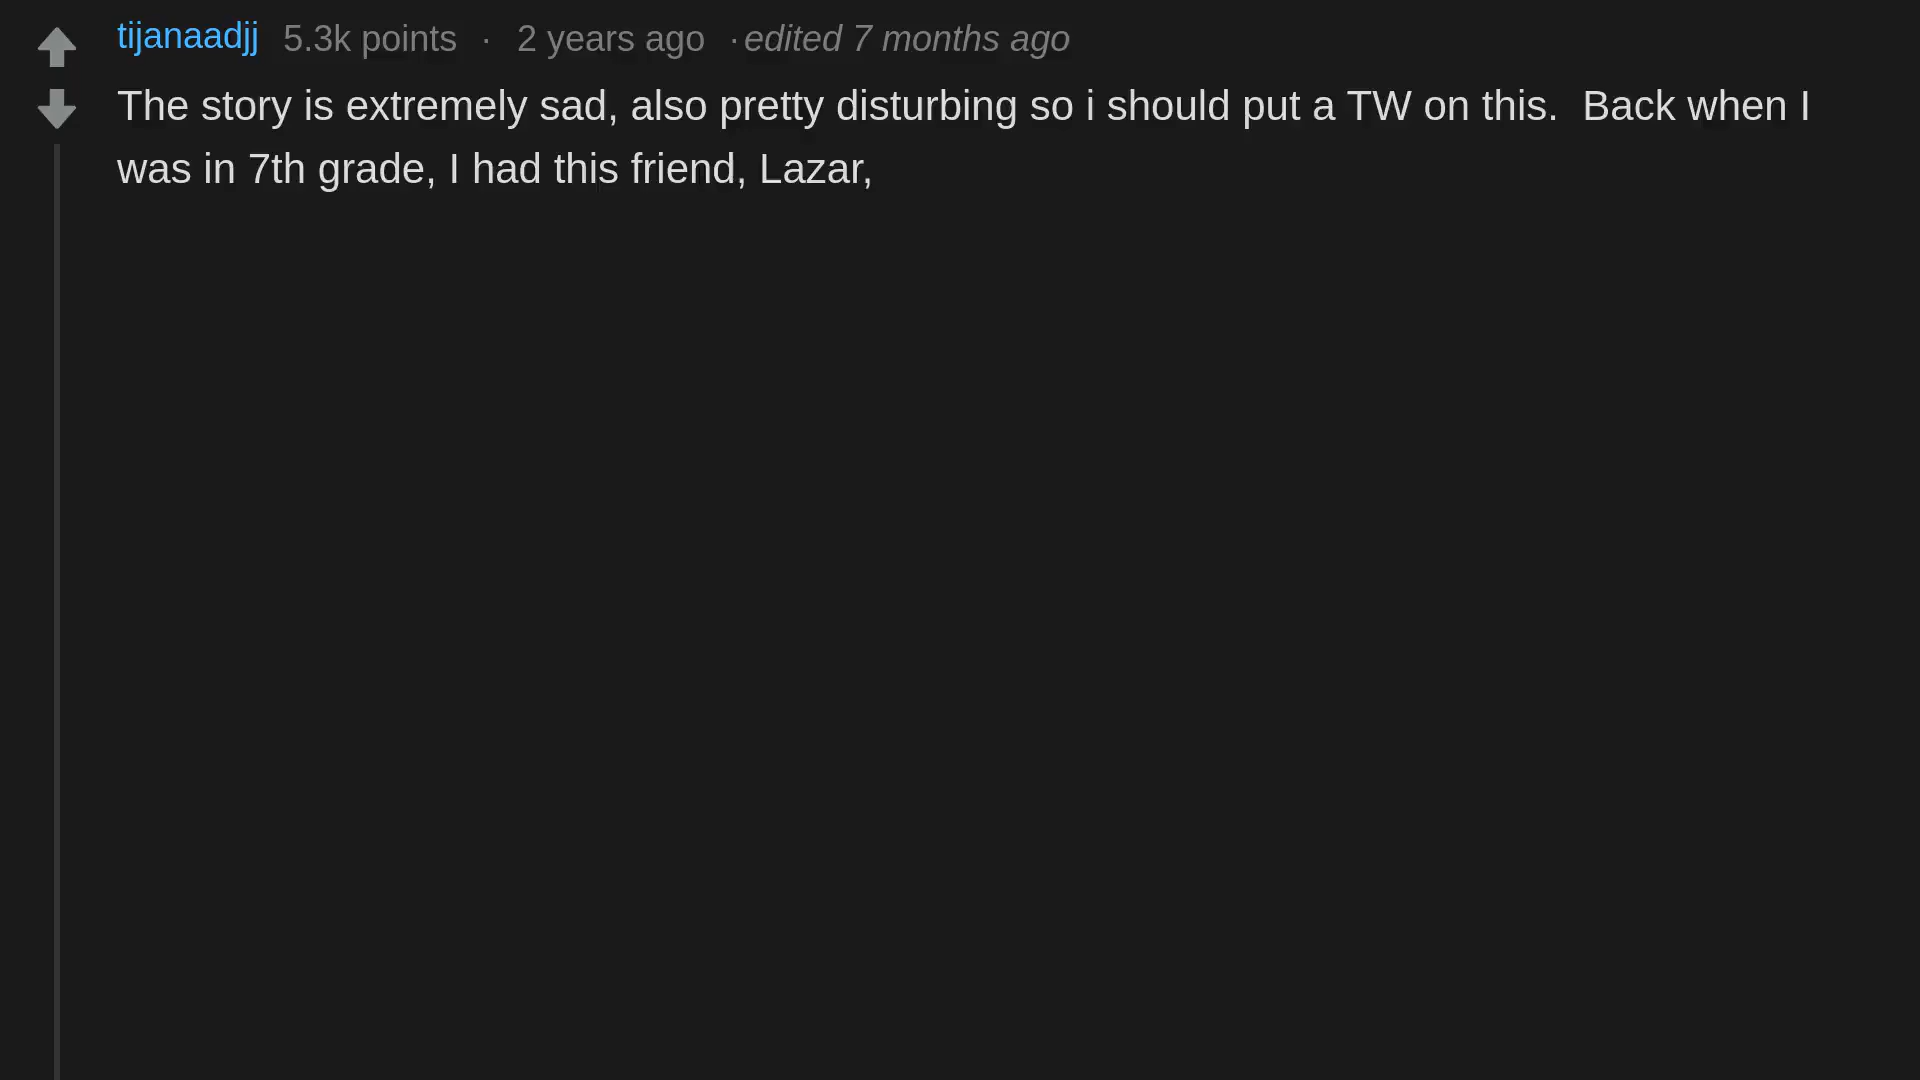 tijanaadjj 5.3k points · 2 years ago · edited 7 months ago
The story is extremely sad, also pretty disturbing so i should put a TW on this.  Back when I
was in 7th grade, I had this friend, Lazar,